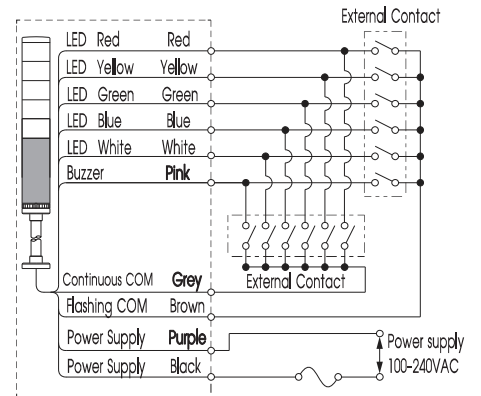 External Contact
LED Red Red
LED Yellow Yellow
LED Green Green
LED Blue Blue
LED White White
Buzzer Pink
Continuous COM Grey
External Contact
Flashing COM Brown
Power Supply Purple
Power supply
Power Supply Black
100-240VAC